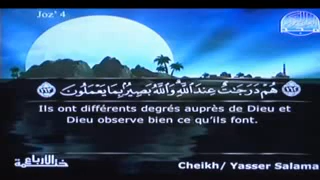 Joz' 4
هُمْ دَرَجَٰتٌ عِندَ ٱللَّهِ وَٱللَّهُ بَصِيرٌۢ بِمَا يَعْمَلُونَ ١٦٣
Ils ont différents degrés auprès de Dieu et
Dieu observe bien ce qu'ils font.
Cheikh/ Yasser Salama